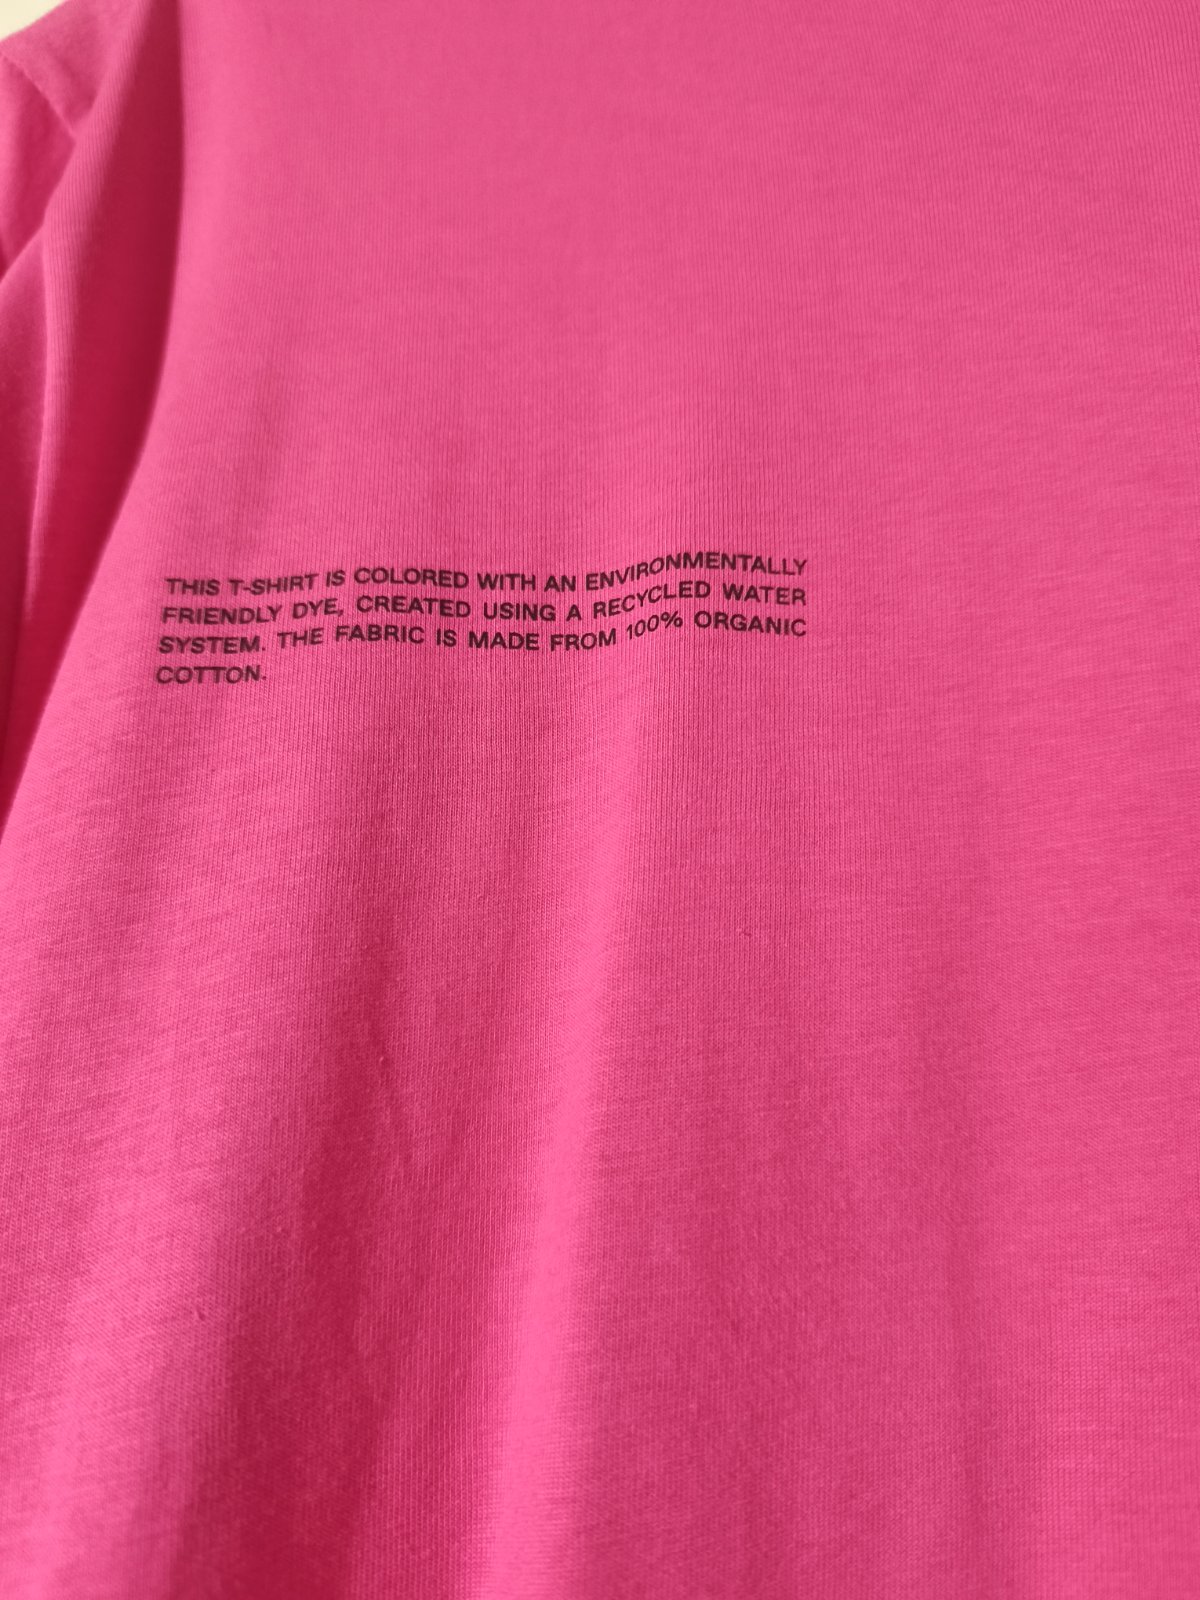 THIS T-SHIRT IS COLORED WITH AN ENVIRONMENTALLY
FRIENDLY DYE, CREATED USING A RECYCLED WATER
SYSTEM. THE FABRIC IS MADE FROM 100% ORGANIC
COTTON.